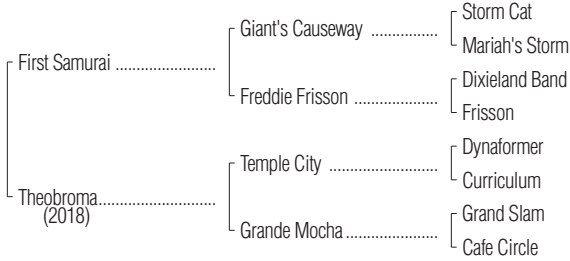 Storm Cat
Giant's Causeway ................
Mariah's Storm
First Samurai ........................
Dixieland Band
Freddie Frisson ....................
Frisson
Dynaformer
Temple City ..........................
Curriculum
Theobroma............................
(2018)
Grand Slam
Grande Mocha......................
Cafe Circle